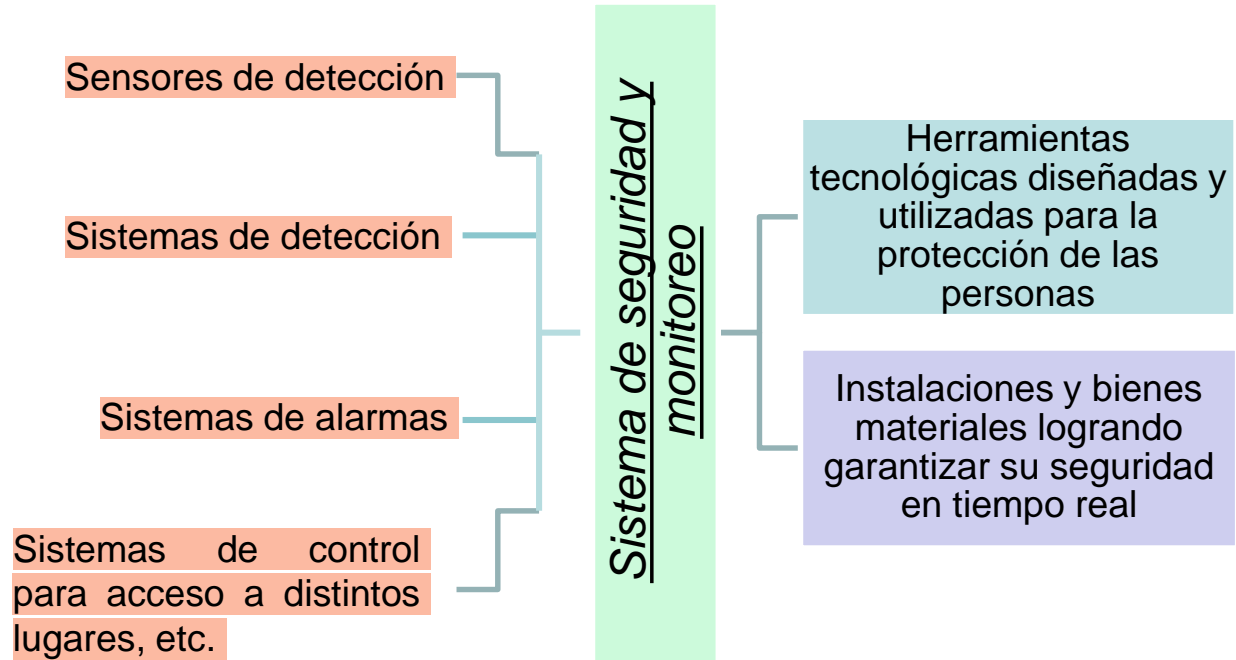 Sensores de detección
Sistemas de detección
Sistemas de alarmas
Sistemas de control
para acceso a distintos
lugares, etc.
Sistema de seguridad y
monitoreo
Herramientas
tecnológicas diseñadas y
utilizadas para la
protección de las
personas
Instalaciones y bienes
materiales logrando
garantizar su seguridad
en tiempo real